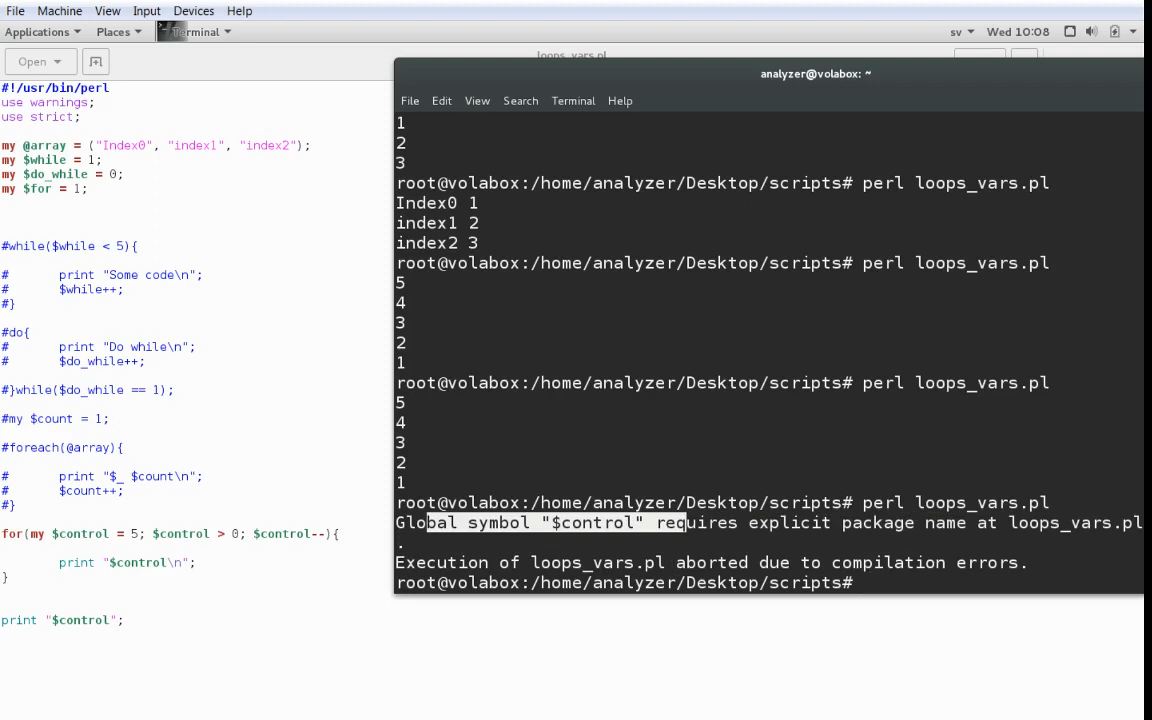 File Machine View Input Devices Help
Applications Places Terminal sv Wed 10:08
Open loops_vars.pl
#!/usr/bin/perl
use warnings;
use strict;
my @array = ("Index0", "index1", "index2");
my $while = 1;
my $do_while = 0;
my $for = 1;
#while($while < 5){
# print "Some code\n";
# $while++;
#}
#do{
# print "Do while\n";
# $do_while++;
#}while($do_while == 1);
#my $count = 1;
#foreach(@array){
# print "$_ $count\n";
# $count++;
#}
for(my $control = 5; $control > 0; $control--){
print "$control\n";
}
print "$control";
analyzer@volabox: ~
File Edit View Search Terminal Help
1
2
3
root@volabox:/home/analyzer/Desktop/scripts# perl loops_vars.pl
Index0 1
index1 2
index2 3
root@volabox:/home/analyzer/Desktop/scripts# perl loops_vars.pl
5
4
3
2
1
root@volabox:/home/analyzer/Desktop/scripts# perl loops_vars.pl
5
4
3
2
1
root@volabox:/home/analyzer/Desktop/scripts# perl loops_vars.pl
Global symbol "$control" requires explicit package name at loops_vars.pl
.
Execution of loops_vars.pl aborted due to compilation errors.
root@volabox:/home/analyzer/Desktop/scripts#